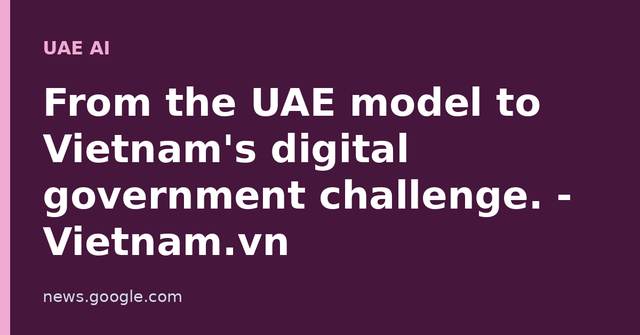 UAE AI
From the UAE model to
Vietnam's digital
government challenge. -
Vietnam.vn
news.google.com